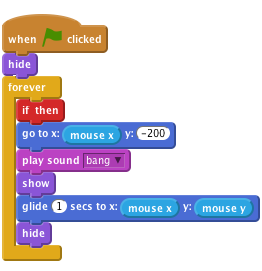 when clicked
hide
forever
if then
go to x: mouse x y: -200
play sound bang
show
glide 1 secs to x: mouse x y: mouse y
hide